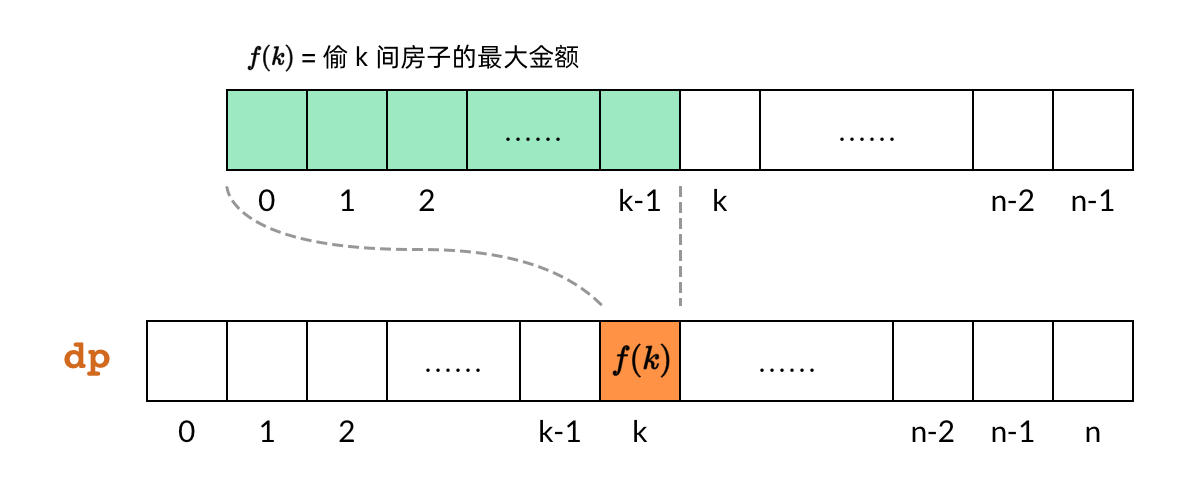 f(k) = 偷 k 间房子的最大金额
…… ……
0 1 2 k-1 k n-2 n-1
dp …… f(k) ……
0 1 2 k-1 k n-2 n-1 n